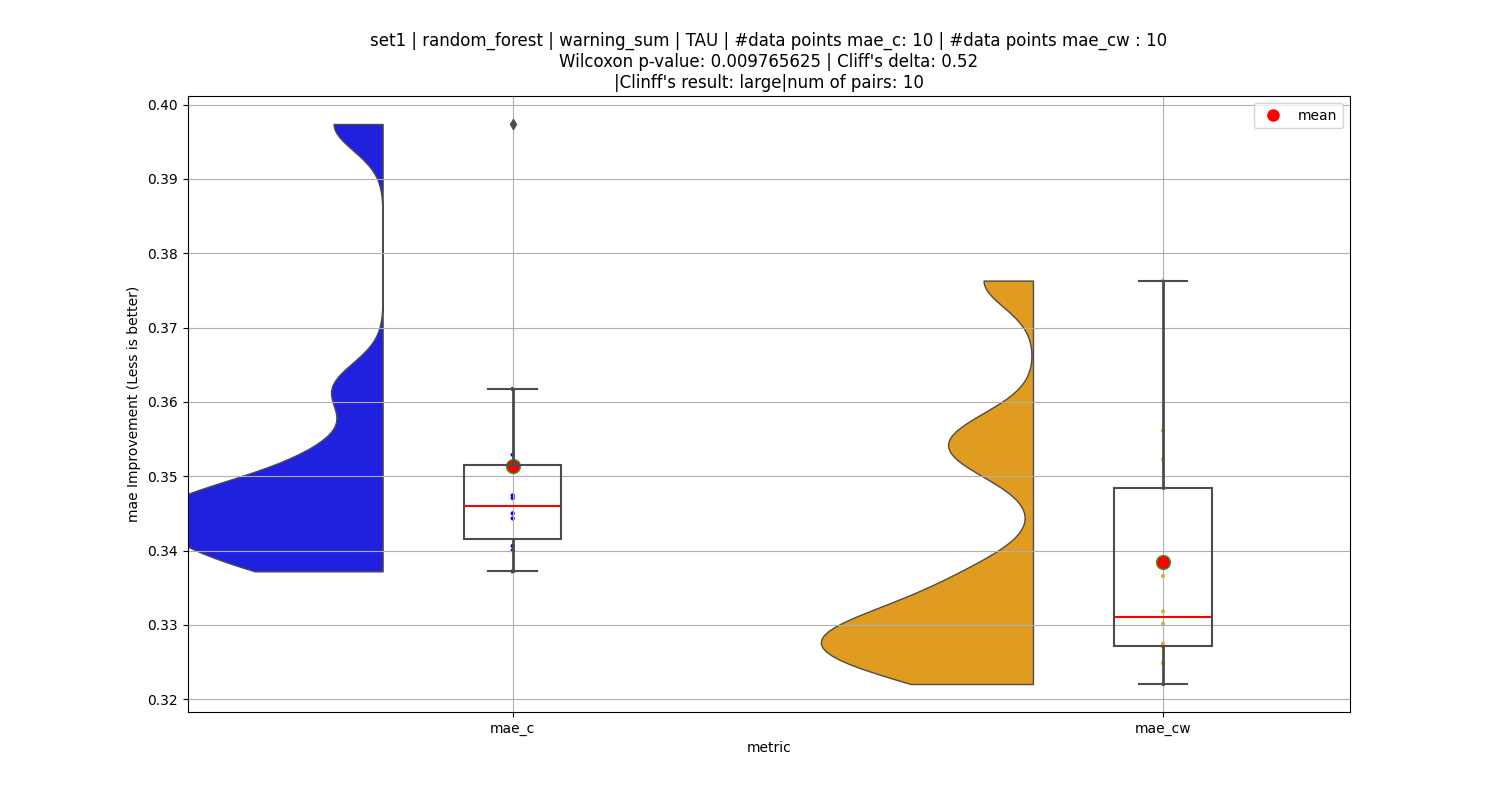 set1 | random_forest | warning_sum | TAU | #data points mae_c: 10 | #data points mae_cw : 10
Wilcoxon p-value: 0.009765625 | Cliff's delta: 0.52
|Clinff's result: large|num of pairs: 10
mean
0.40
0.39
0.38
0.37
0.36
0.35
0.34
0.33
0.32
mae Improvement (Less is better)
mae_c
mae_cw
metric